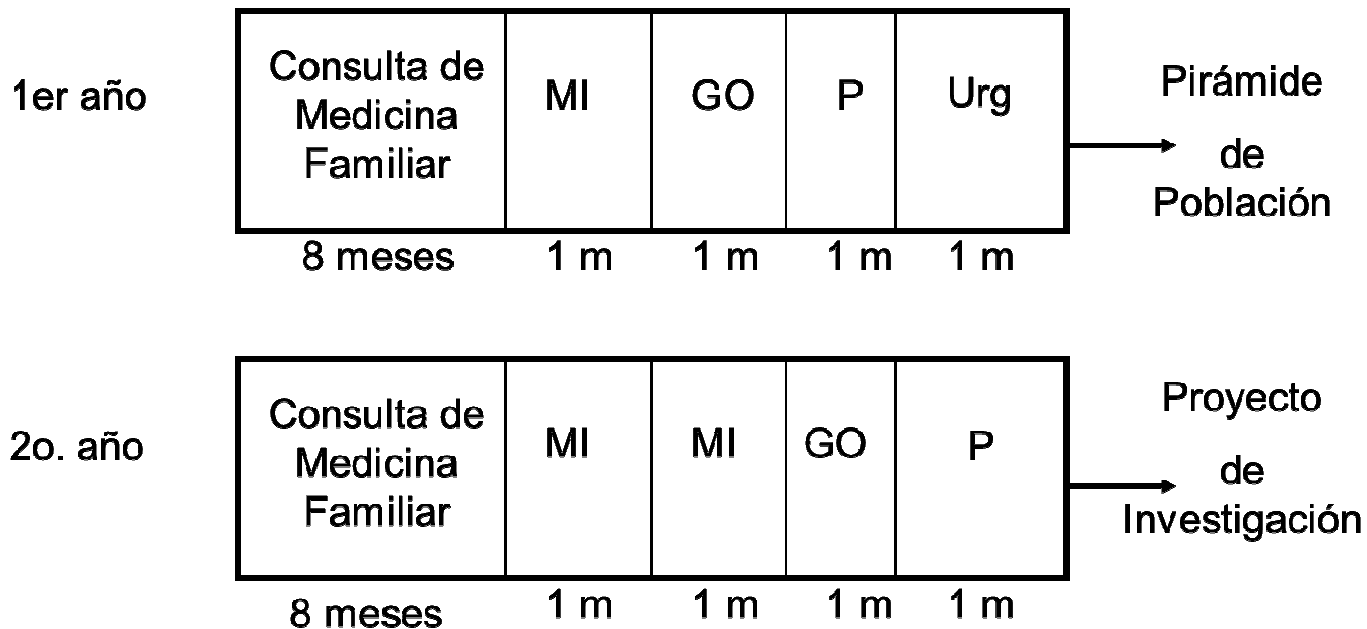 1er año
Consulta de
Medicina
Familiar
MI
GO
P
Urg
Pirámide
de
Población
8 meses
1 m
1 m
1 m
1 m
2o. año
Consulta de
Medicina
Familiar
MI
MI
GO
P
Proyecto
de
Investigación
8 meses
1 m
1 m
1 m
1 m